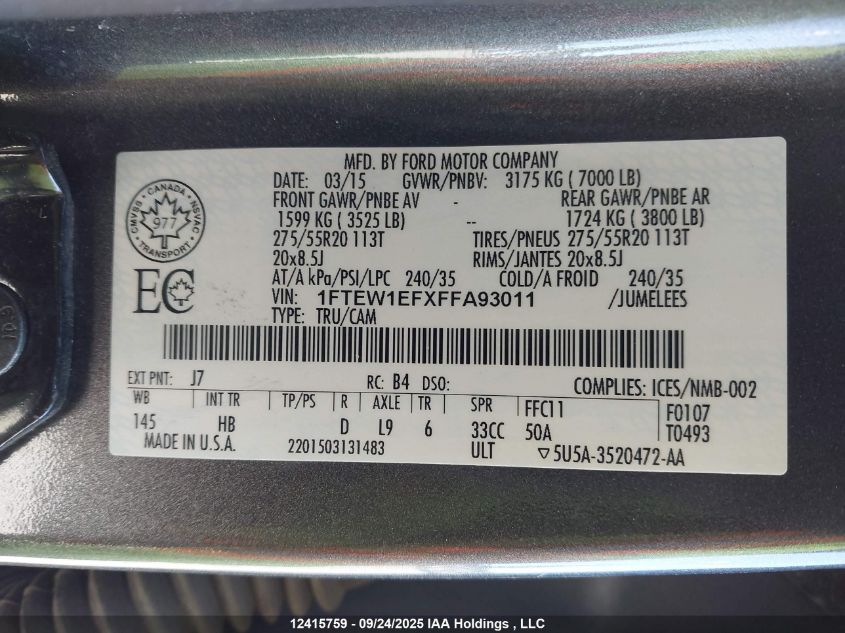 MFD. BY FORD MOTOR COMPANY
DATE: 03/15 GVWR/PNBV: 3175 KG ( 7000 LB)
FRONT GAWR/PNBE AV - REAR GAWR/PNBE AR
1599 KG ( 3525 LB) -- 1724 KG ( 3800 LB)
275/55R20 113T TIRES/PNEUS 275/55R20 113T
20x8.5J RIMS/JANTES 20x8.5J
AT/A kPa/PSI/LPC 240/35 COLD/A FROID 240/35
VIN: 1FTEW1EFXFFA93011 /JUMELEES
TYPE: TRU/CAM
CANADA
CMVSS NSVAC
977
TRANSPORT
EC
EXT PNT: J7 RC: B4 DSO: COMPLIES: ICES/NMB-002
WB INT TR TP/PS R AXLE TR SPR FFC11 F0107
145 HB D L9 6 33CC 50A T0493
MADE IN U.S.A. 2201503131483 ULT ▽5U5A-3520472-AA
12415759 - 09/24/2025 IAA Holdings , LLC